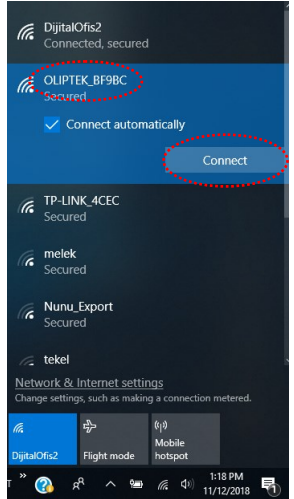 DijitalOfis2
Connected, secured
OLIPTEK_BF9BC
Secured
Connect automatically
Connect
TP-LINK_4CEC
Secured
melek
Secured
Nunu_Export
Secured
tekel
Network & Internet settings
Change settings, such as making a connection metered.
DijitalOfis2
Flight mode
Mobile
hotspot
1:18 PM
11/12/2018